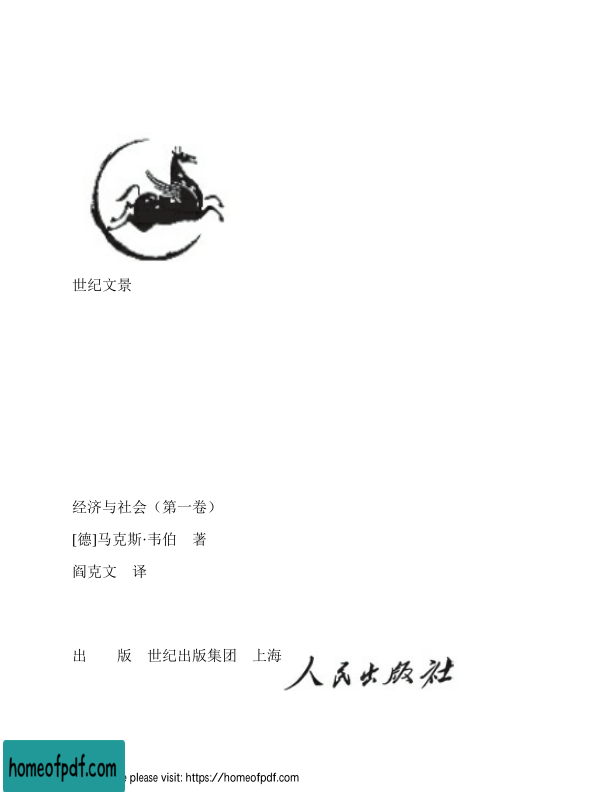 世纪文景
经济与社会（第一卷）
[德]马克斯·韦伯　著
阎克文　译
出　　版　世纪出版集团　上海人民出版社
homeofpdf.com
e please visit: https://homeofpdf.com